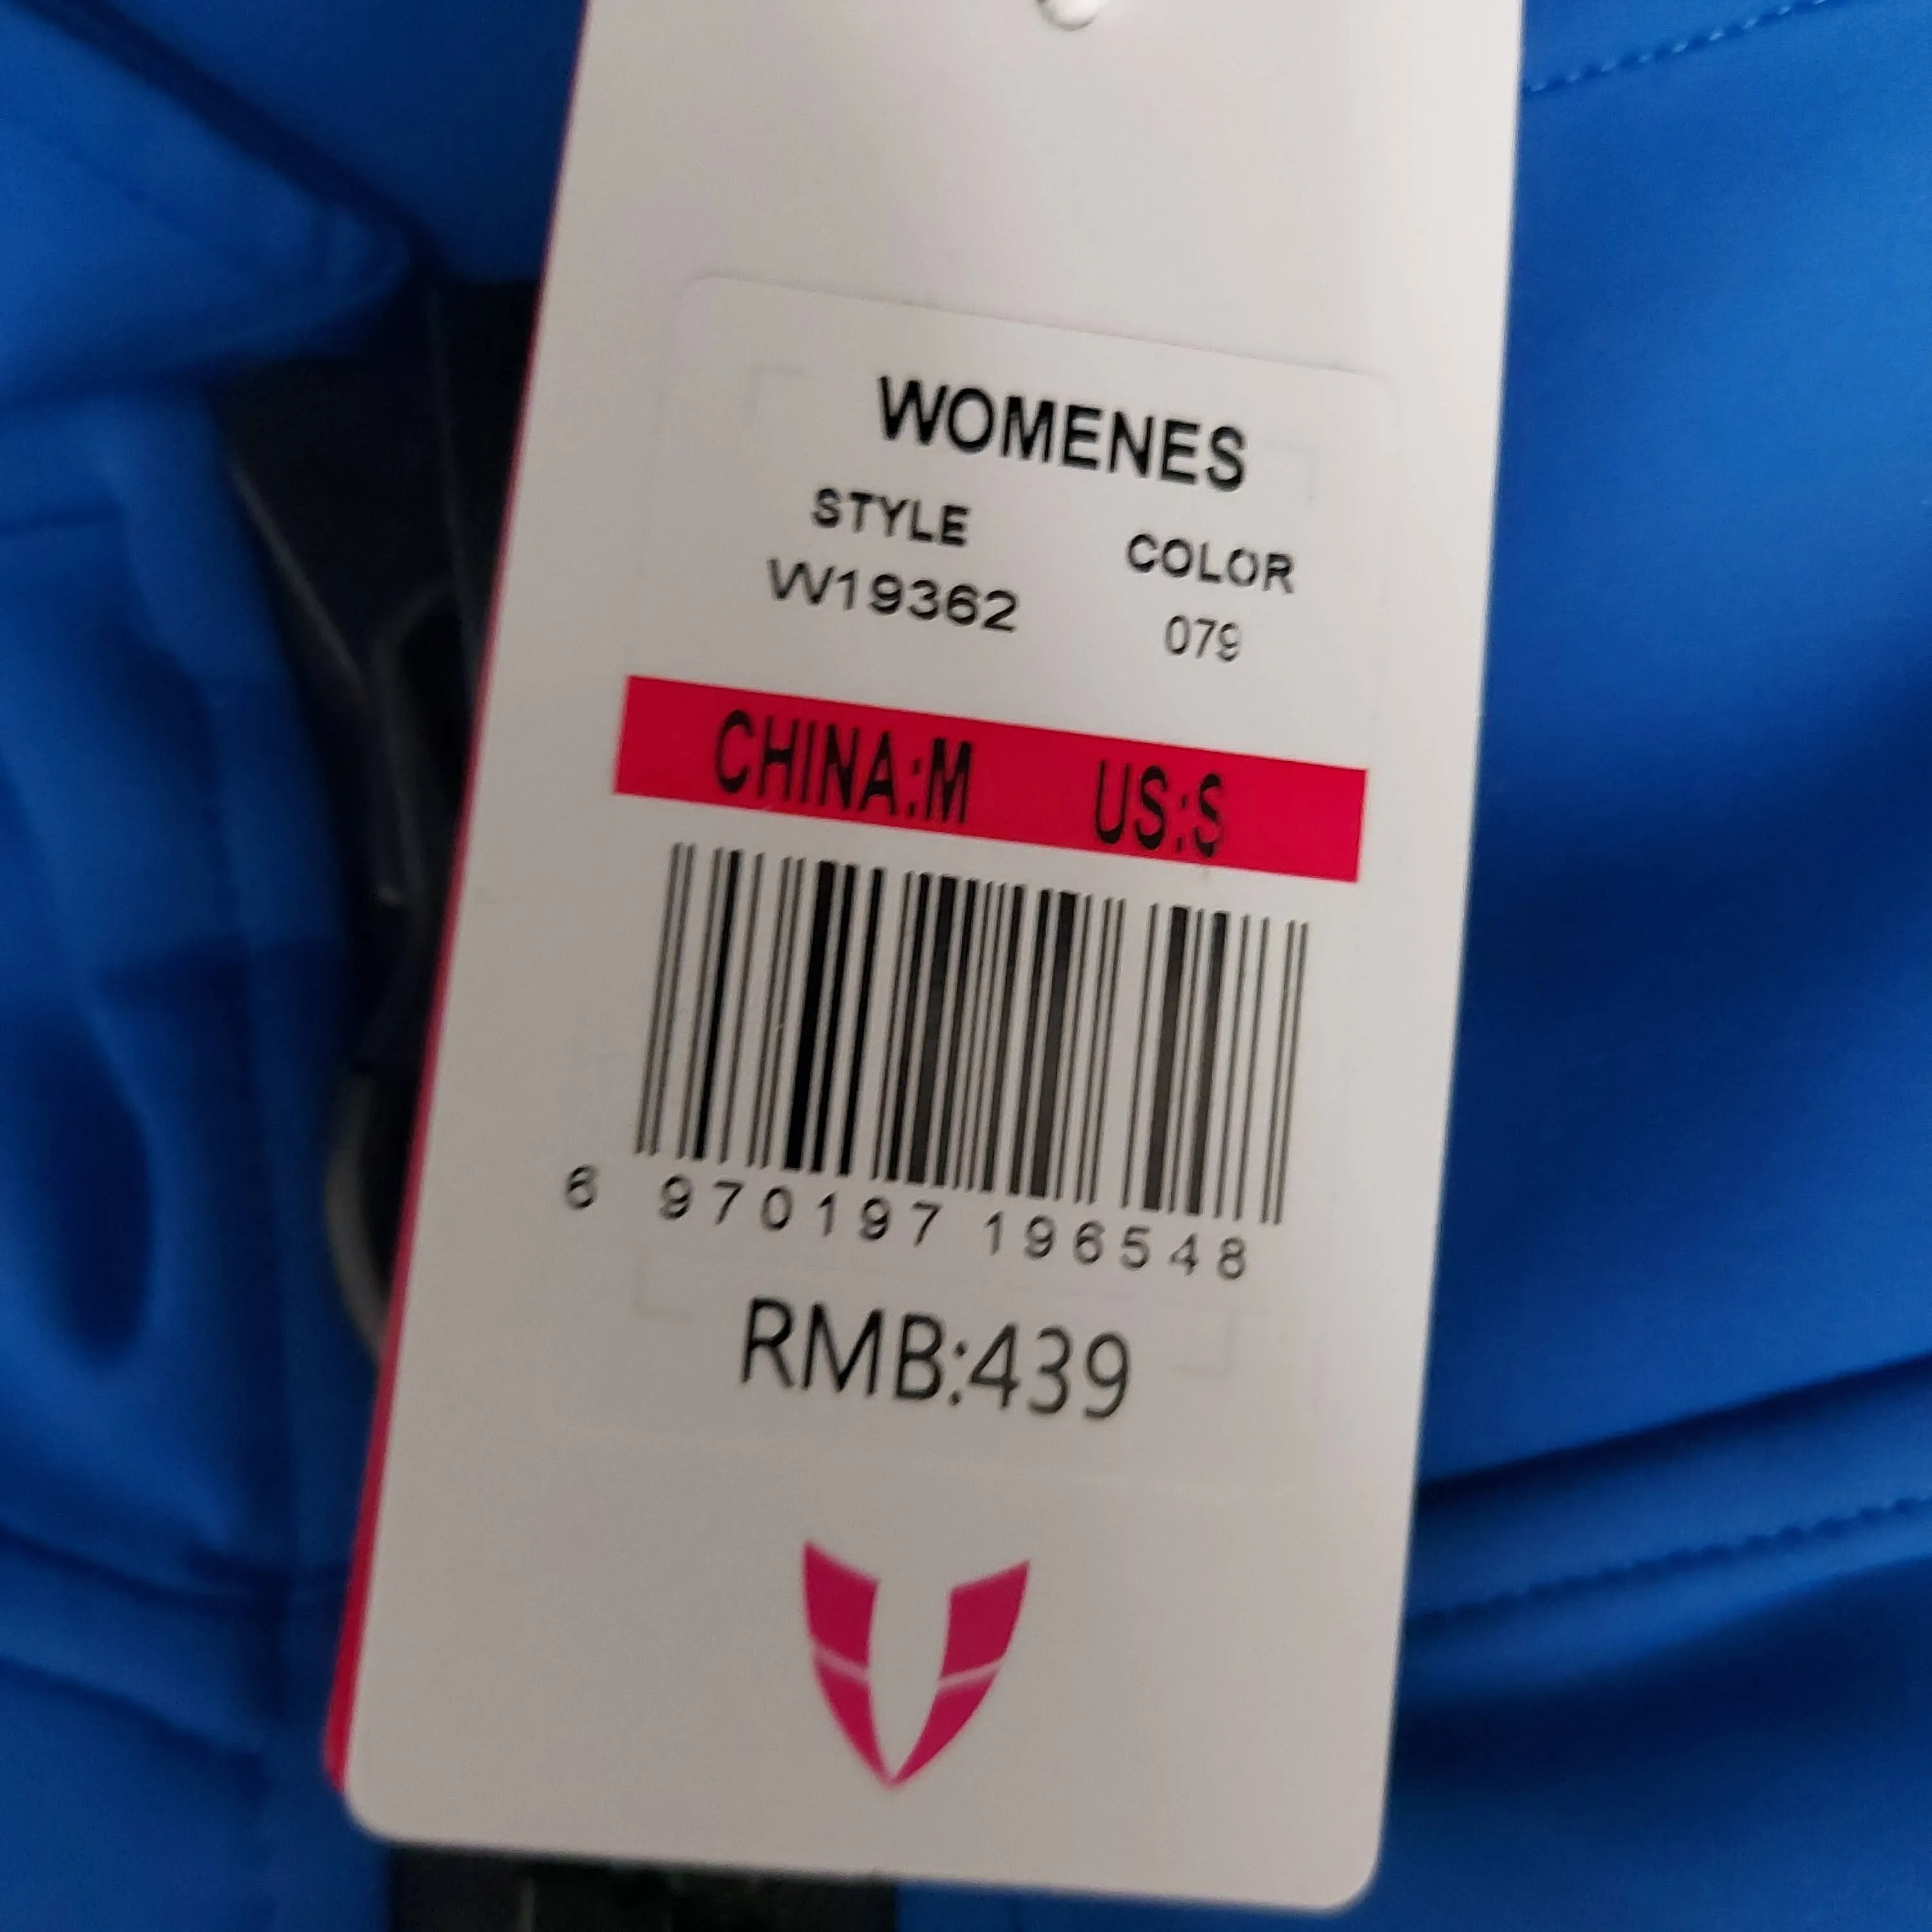 WOMENES
STYLE COLOR
W19362 079
CHINA:M US:S
6 970197 196548
RMB:439